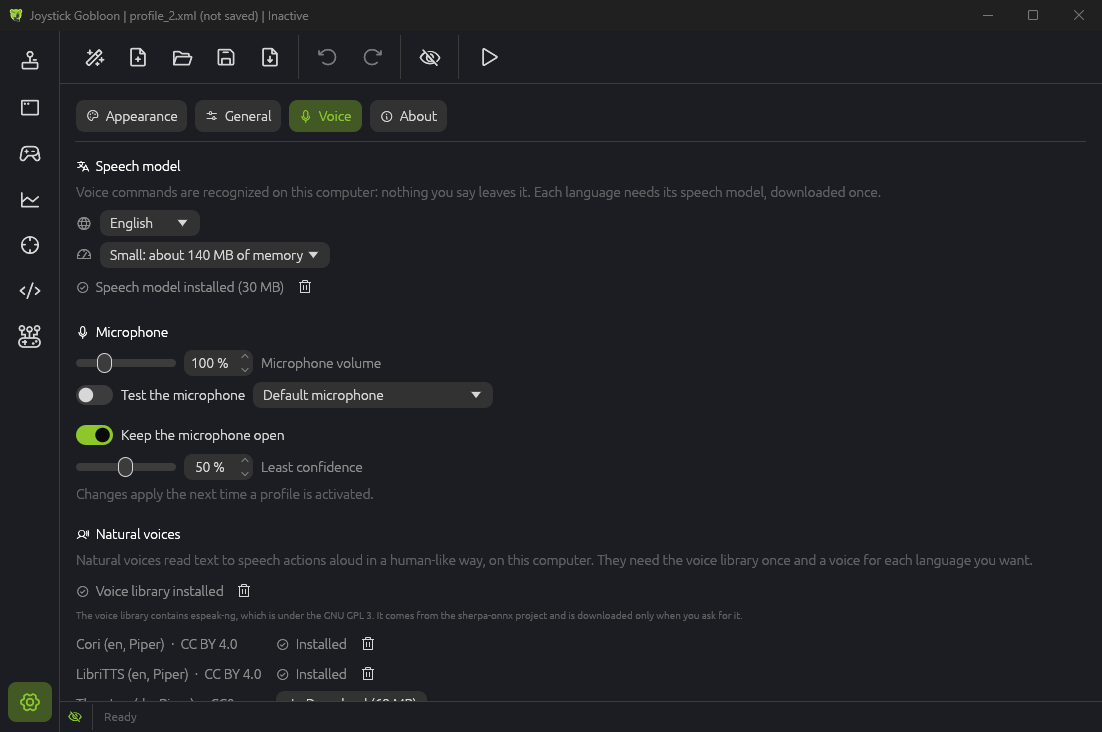 Joystick Gobloon | profile_2.xml (not saved) | Inactive
Appearance
General
Voice
About
Speech model
Voice commands are recognized on this computer: nothing you say leaves it. Each language needs its speech model, downloaded once.
English
Small: about 140 MB of memory
Speech model installed (30 MB)
Microphone
100 %
Microphone volume
Test the microphone
Default microphone
Keep the microphone open
50 %
Least confidence
Changes apply the next time a profile is activated.
Natural voices
Natural voices read text to speech actions aloud in a human-like way, on this computer. They need the voice library once and a voice for each language you want.
Voice library installed
The voice library contains espeak-ng, which is under the GNU GPL 3. It comes from the sherpa-onnx project and is downloaded only when you ask for it.
Cori (en, Piper) · CC BY 4.0
Installed
LibriTTS (en, Piper) · CC BY 4.0
Installed
Ready